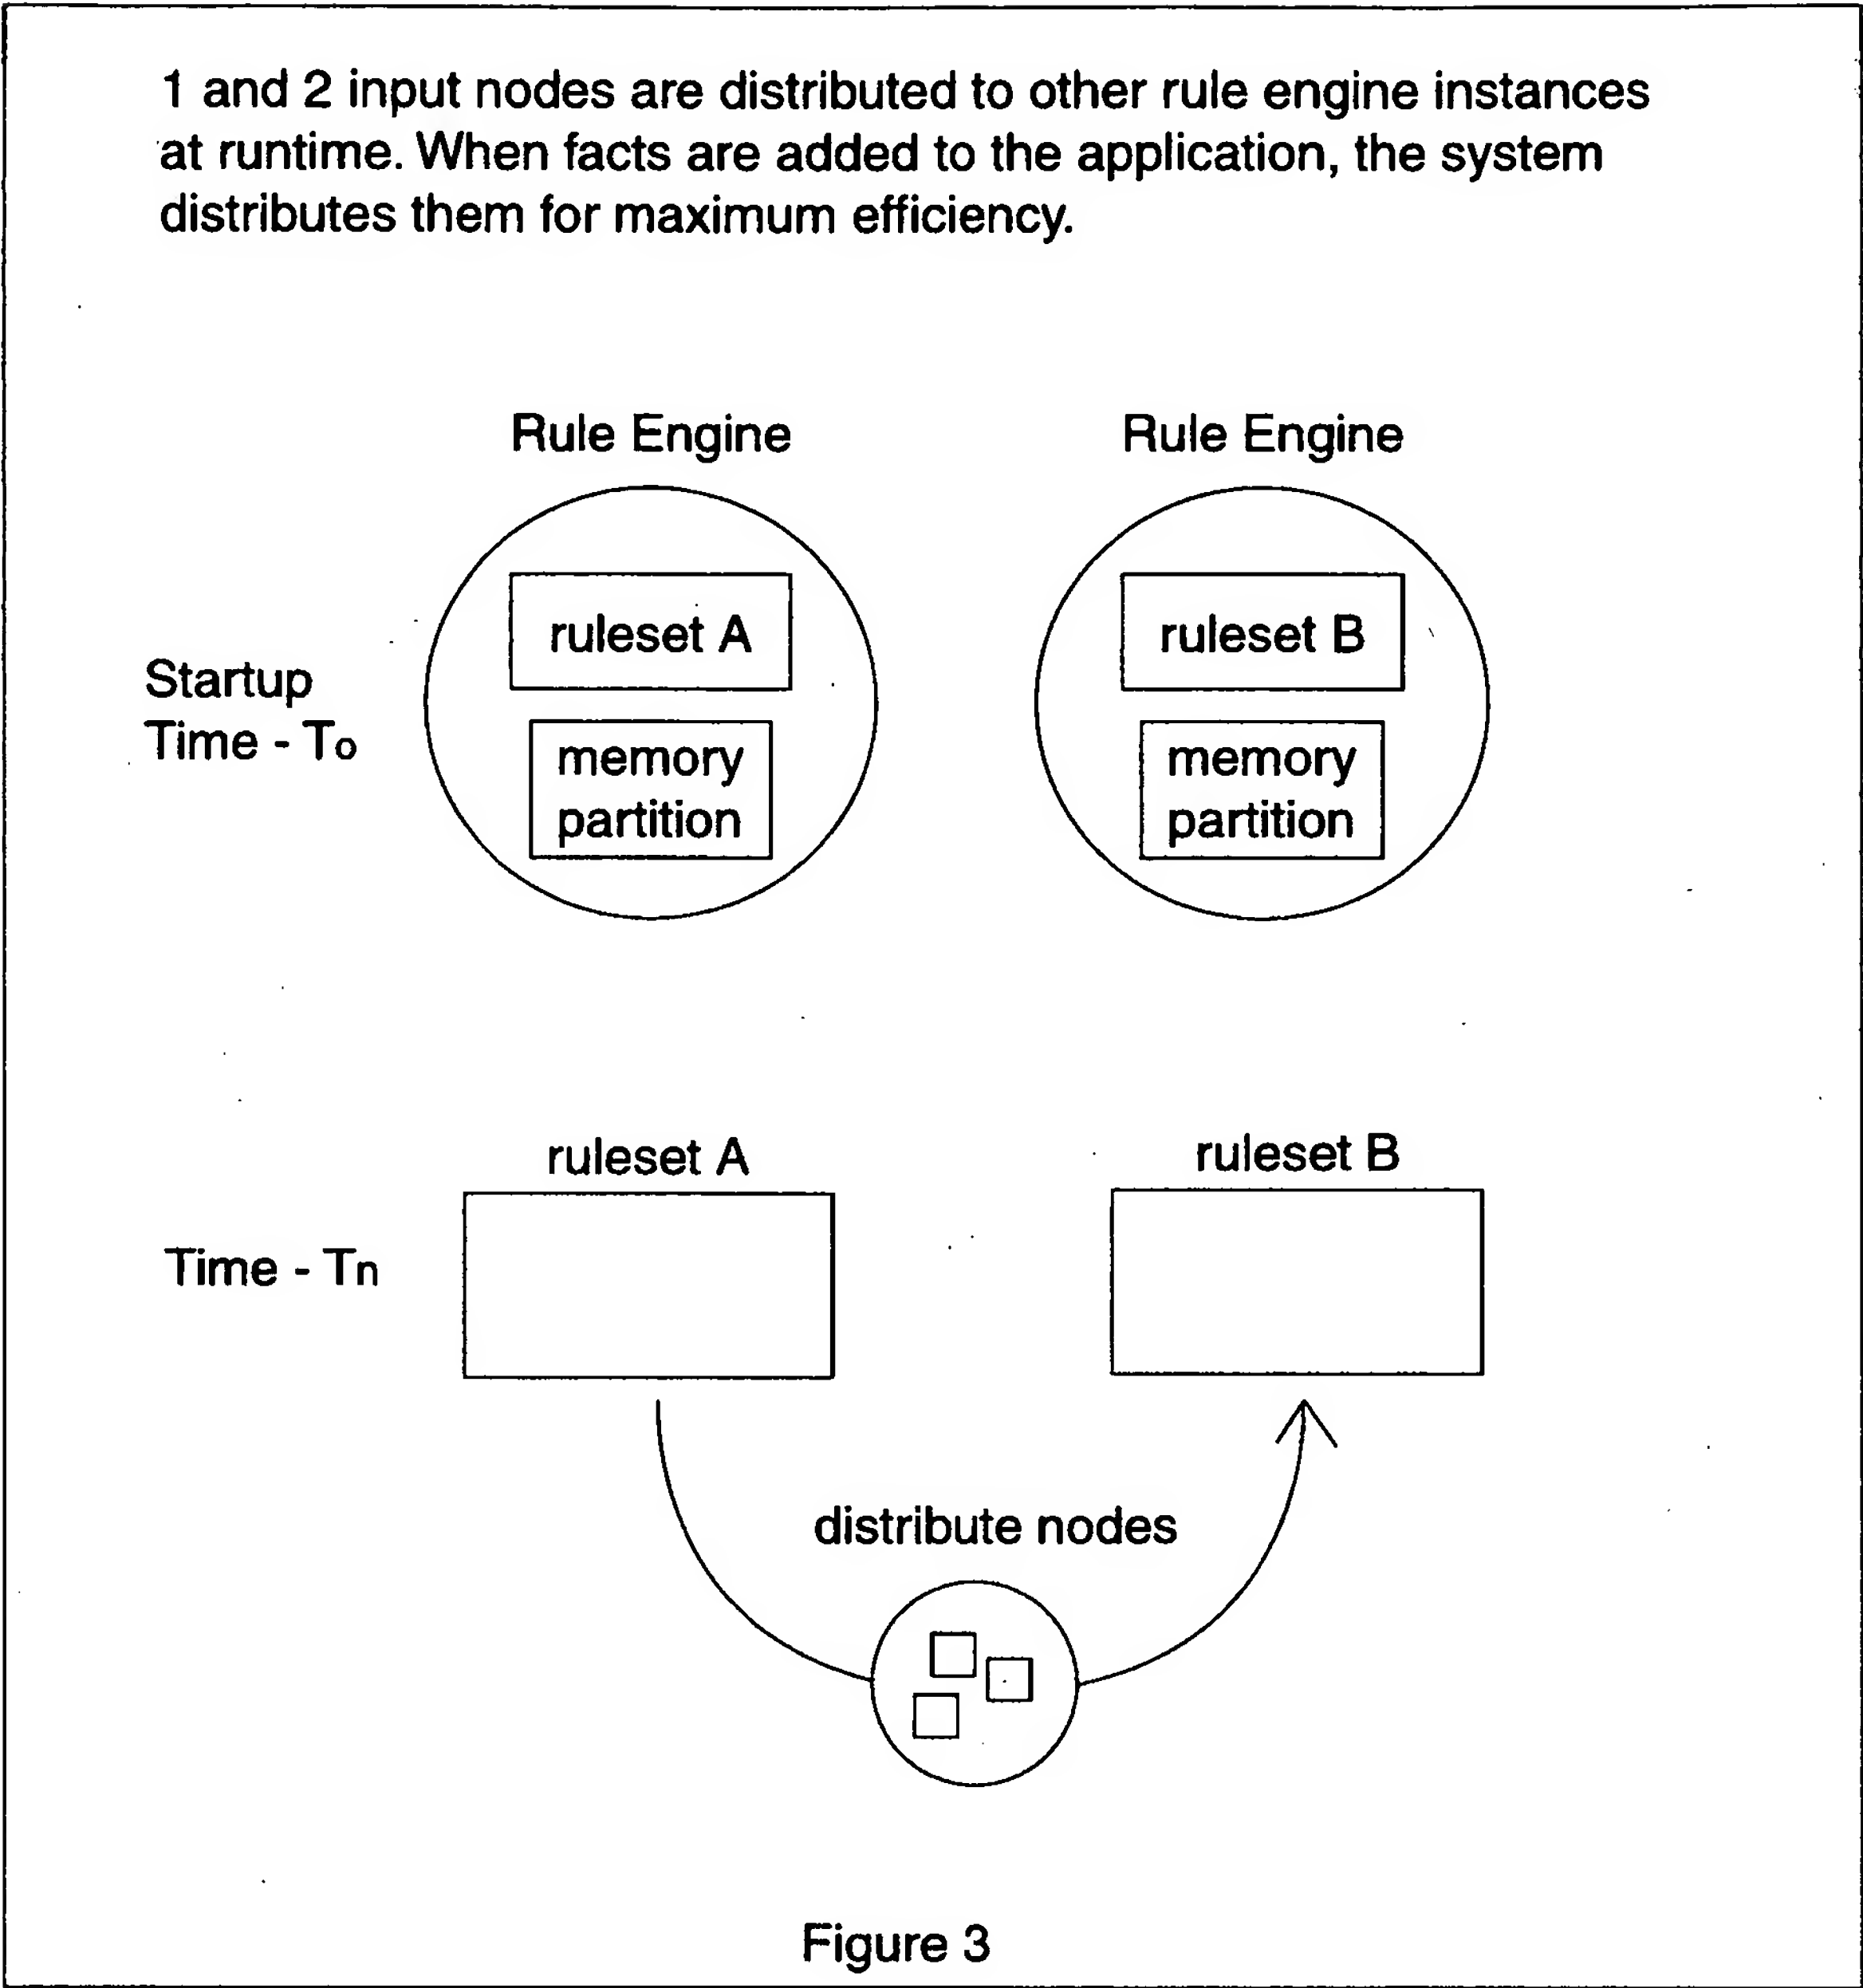 1 and 2 input nodes are distributed to other rule engine instances
at runtime. When facts are added to the application, the system
distributes them for maximum efficiency.
Rule Engine
Rule Engine
ruleset A
ruleset B
Startup
Time - To
memory
partition
memory
partition
ruleset A
ruleset B
Time - Tn
distribute nodes
Figure 3